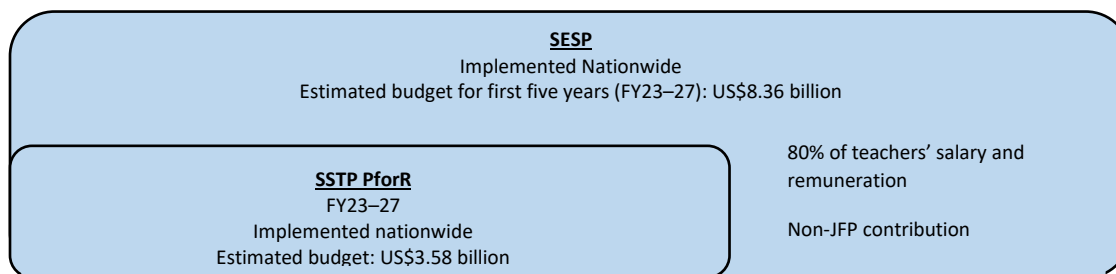 SESP
Implemented Nationwide
Estimated budget for first five years (FY23–27): US$8.36 billion
80% of teachers’ salary and
remuneration
Non-JFP contribution
SSTP PforR
FY23–27
Implemented nationwide
Estimated budget: US$3.58 billion